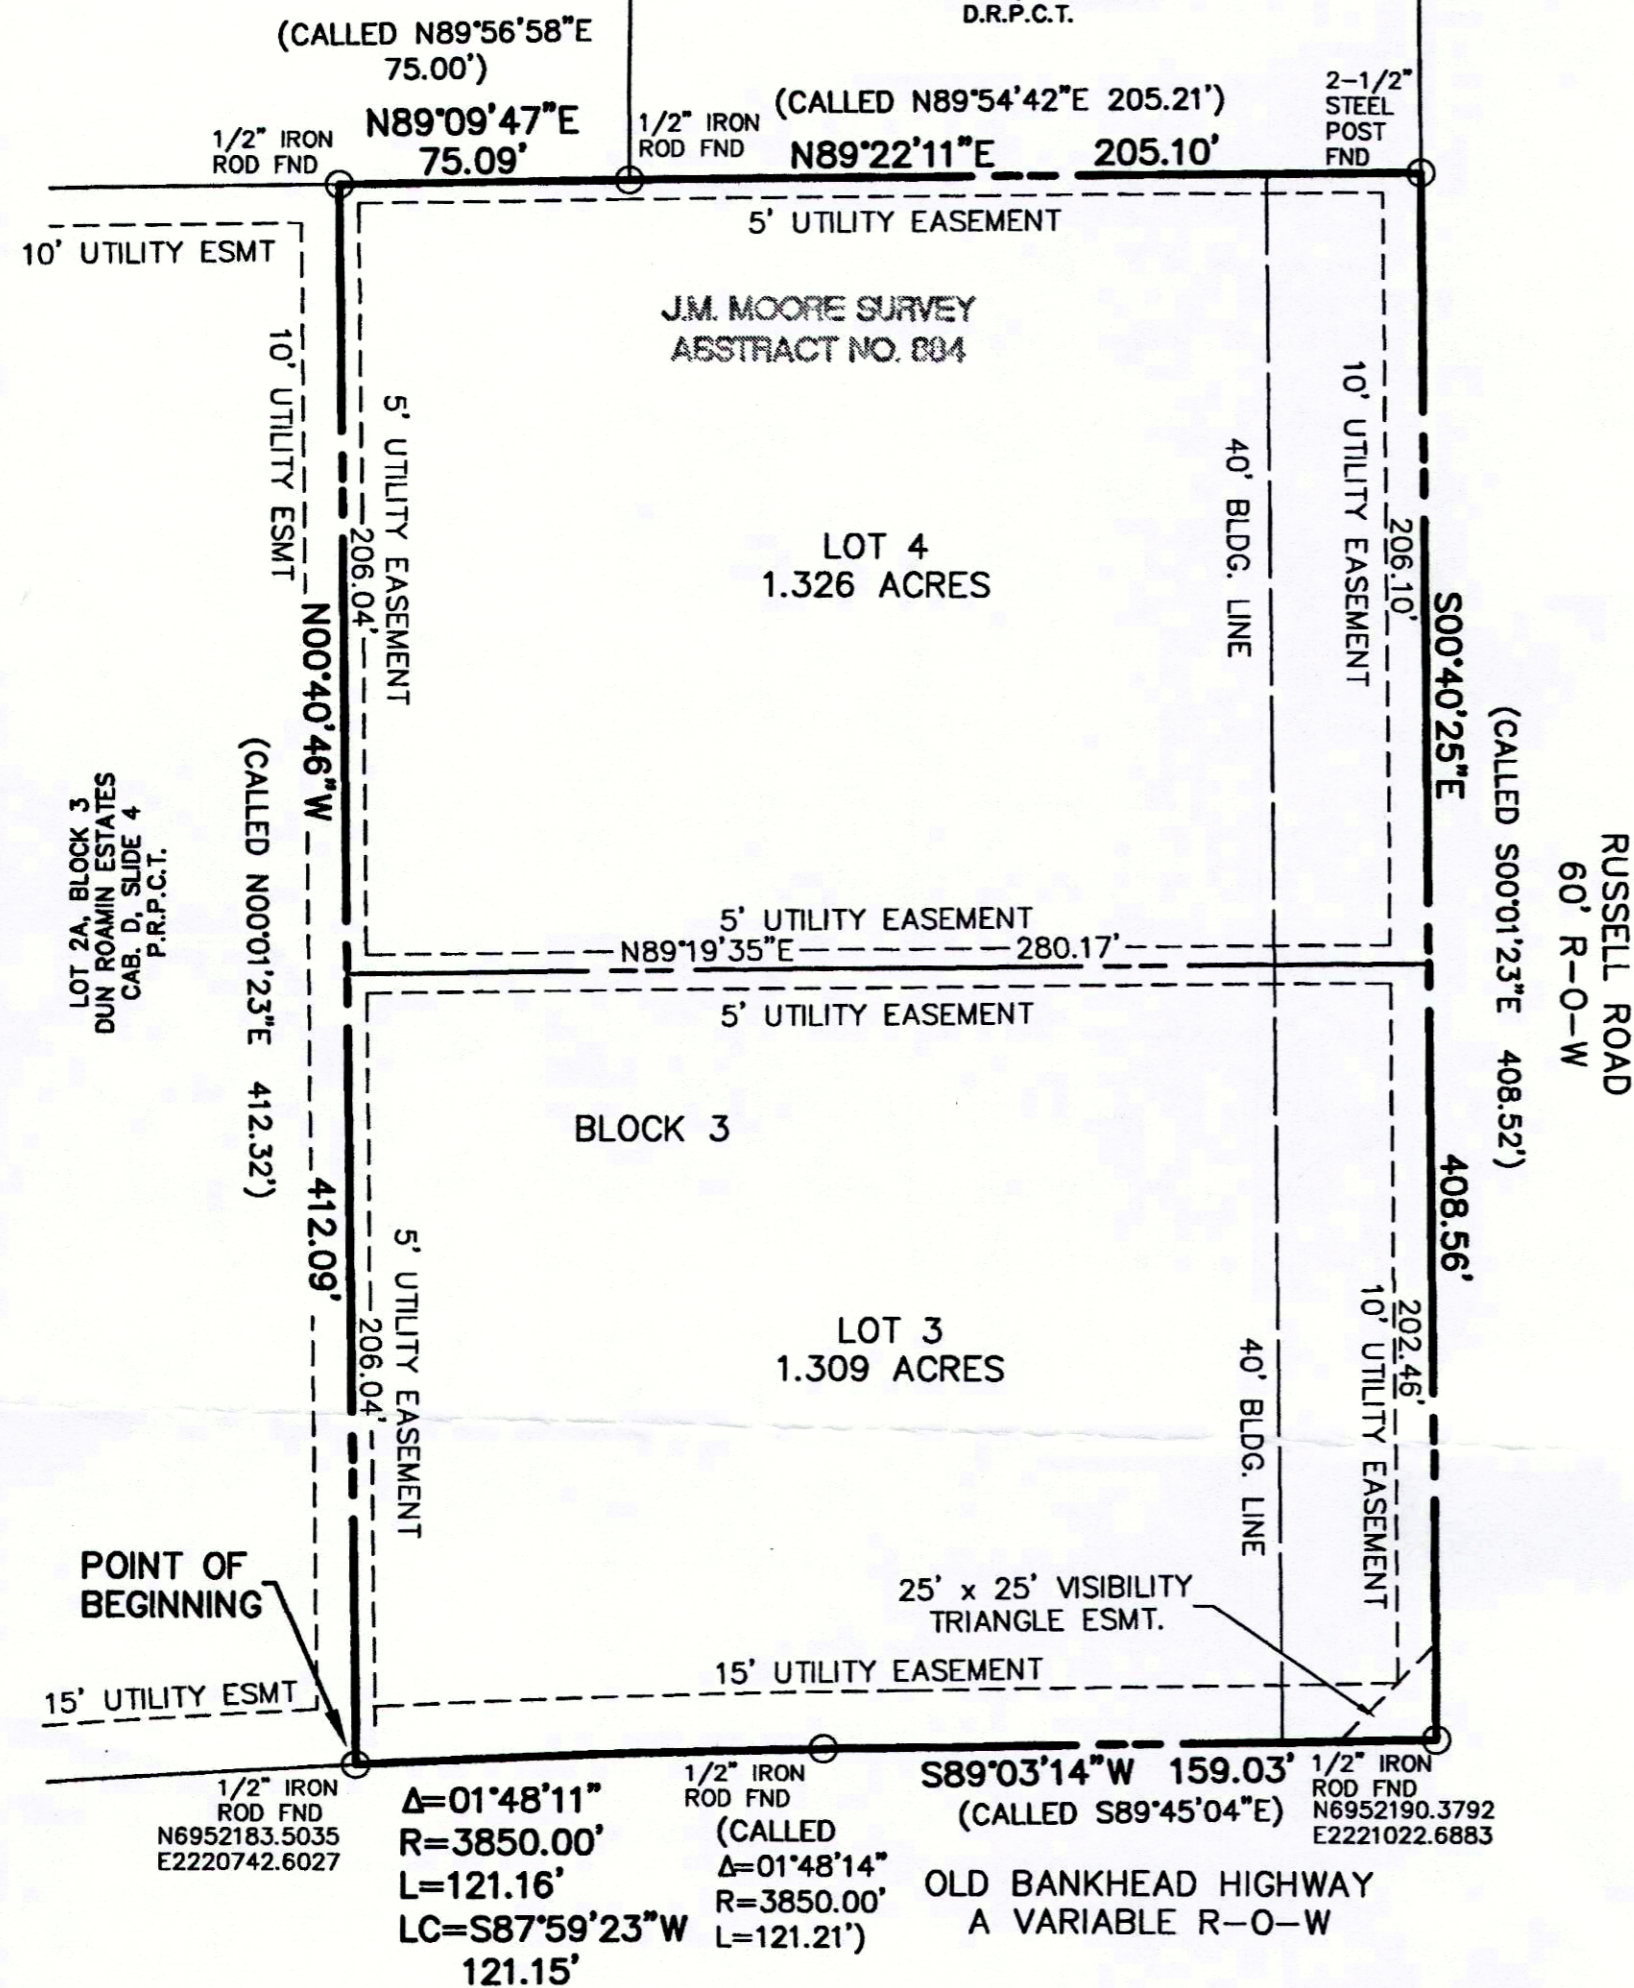 D.R.P.C.T.
(CALLED N89°56'58"E
75.00')
N89°09'47"E
75.09'
1/2" IRON
ROD FND
1/2" IRON
ROD FND
(CALLED N89°54'42"E 205.21')
N89°22'11"E 205.10'
2-1/2"
STEEL
POST
FND
10' UTILITY ESMT
5' UTILITY EASEMENT
J.M. MOORE SURVEY
ABSTRACT NO. 884
10' UTILITY ESMT
5' UTILITY EASEMENT
206.04'
LOT 4
1.326 ACRES
40' BLDG. LINE
10' UTILITY EASEMENT
206.10'
N00°40'46"W 412.09'
(CALLED N00°01'23"E 412.32')
LOT 2A, BLOCK 3
DUN ROAMIN ESTATES
CAB. D, SLIDE 4
P.R.P.C.T.
S00°40'25"E 408.56'
(CALLED S00°01'23"E 408.52')
RUSSELL ROAD
60' R-O-W
5' UTILITY EASEMENT
N89°19'35"E 280.17'
5' UTILITY EASEMENT
BLOCK 3
5' UTILITY EASEMENT
206.04'
LOT 3
1.309 ACRES
40' BLDG. LINE
10' UTILITY EASEMENT
202.46'
POINT OF
BEGINNING
25' x 25' VISIBILITY
TRIANGLE ESMT.
15' UTILITY ESMT
15' UTILITY EASEMENT
1/2" IRON
ROD FND
N6952183.5035
E2220742.6027
Δ=01°48'11"
R=3850.00'
L=121.16'
LC=S87°59'23"W
121.15'
1/2" IRON
ROD FND
(CALLED
Δ=01°48'14"
R=3850.00'
L=121.21')
S89°03'14"W 159.03'
(CALLED S89°45'04"E)
1/2" IRON
ROD FND
N6952190.3792
E2221022.6883
OLD BANKHEAD HIGHWAY
A VARIABLE R-O-W